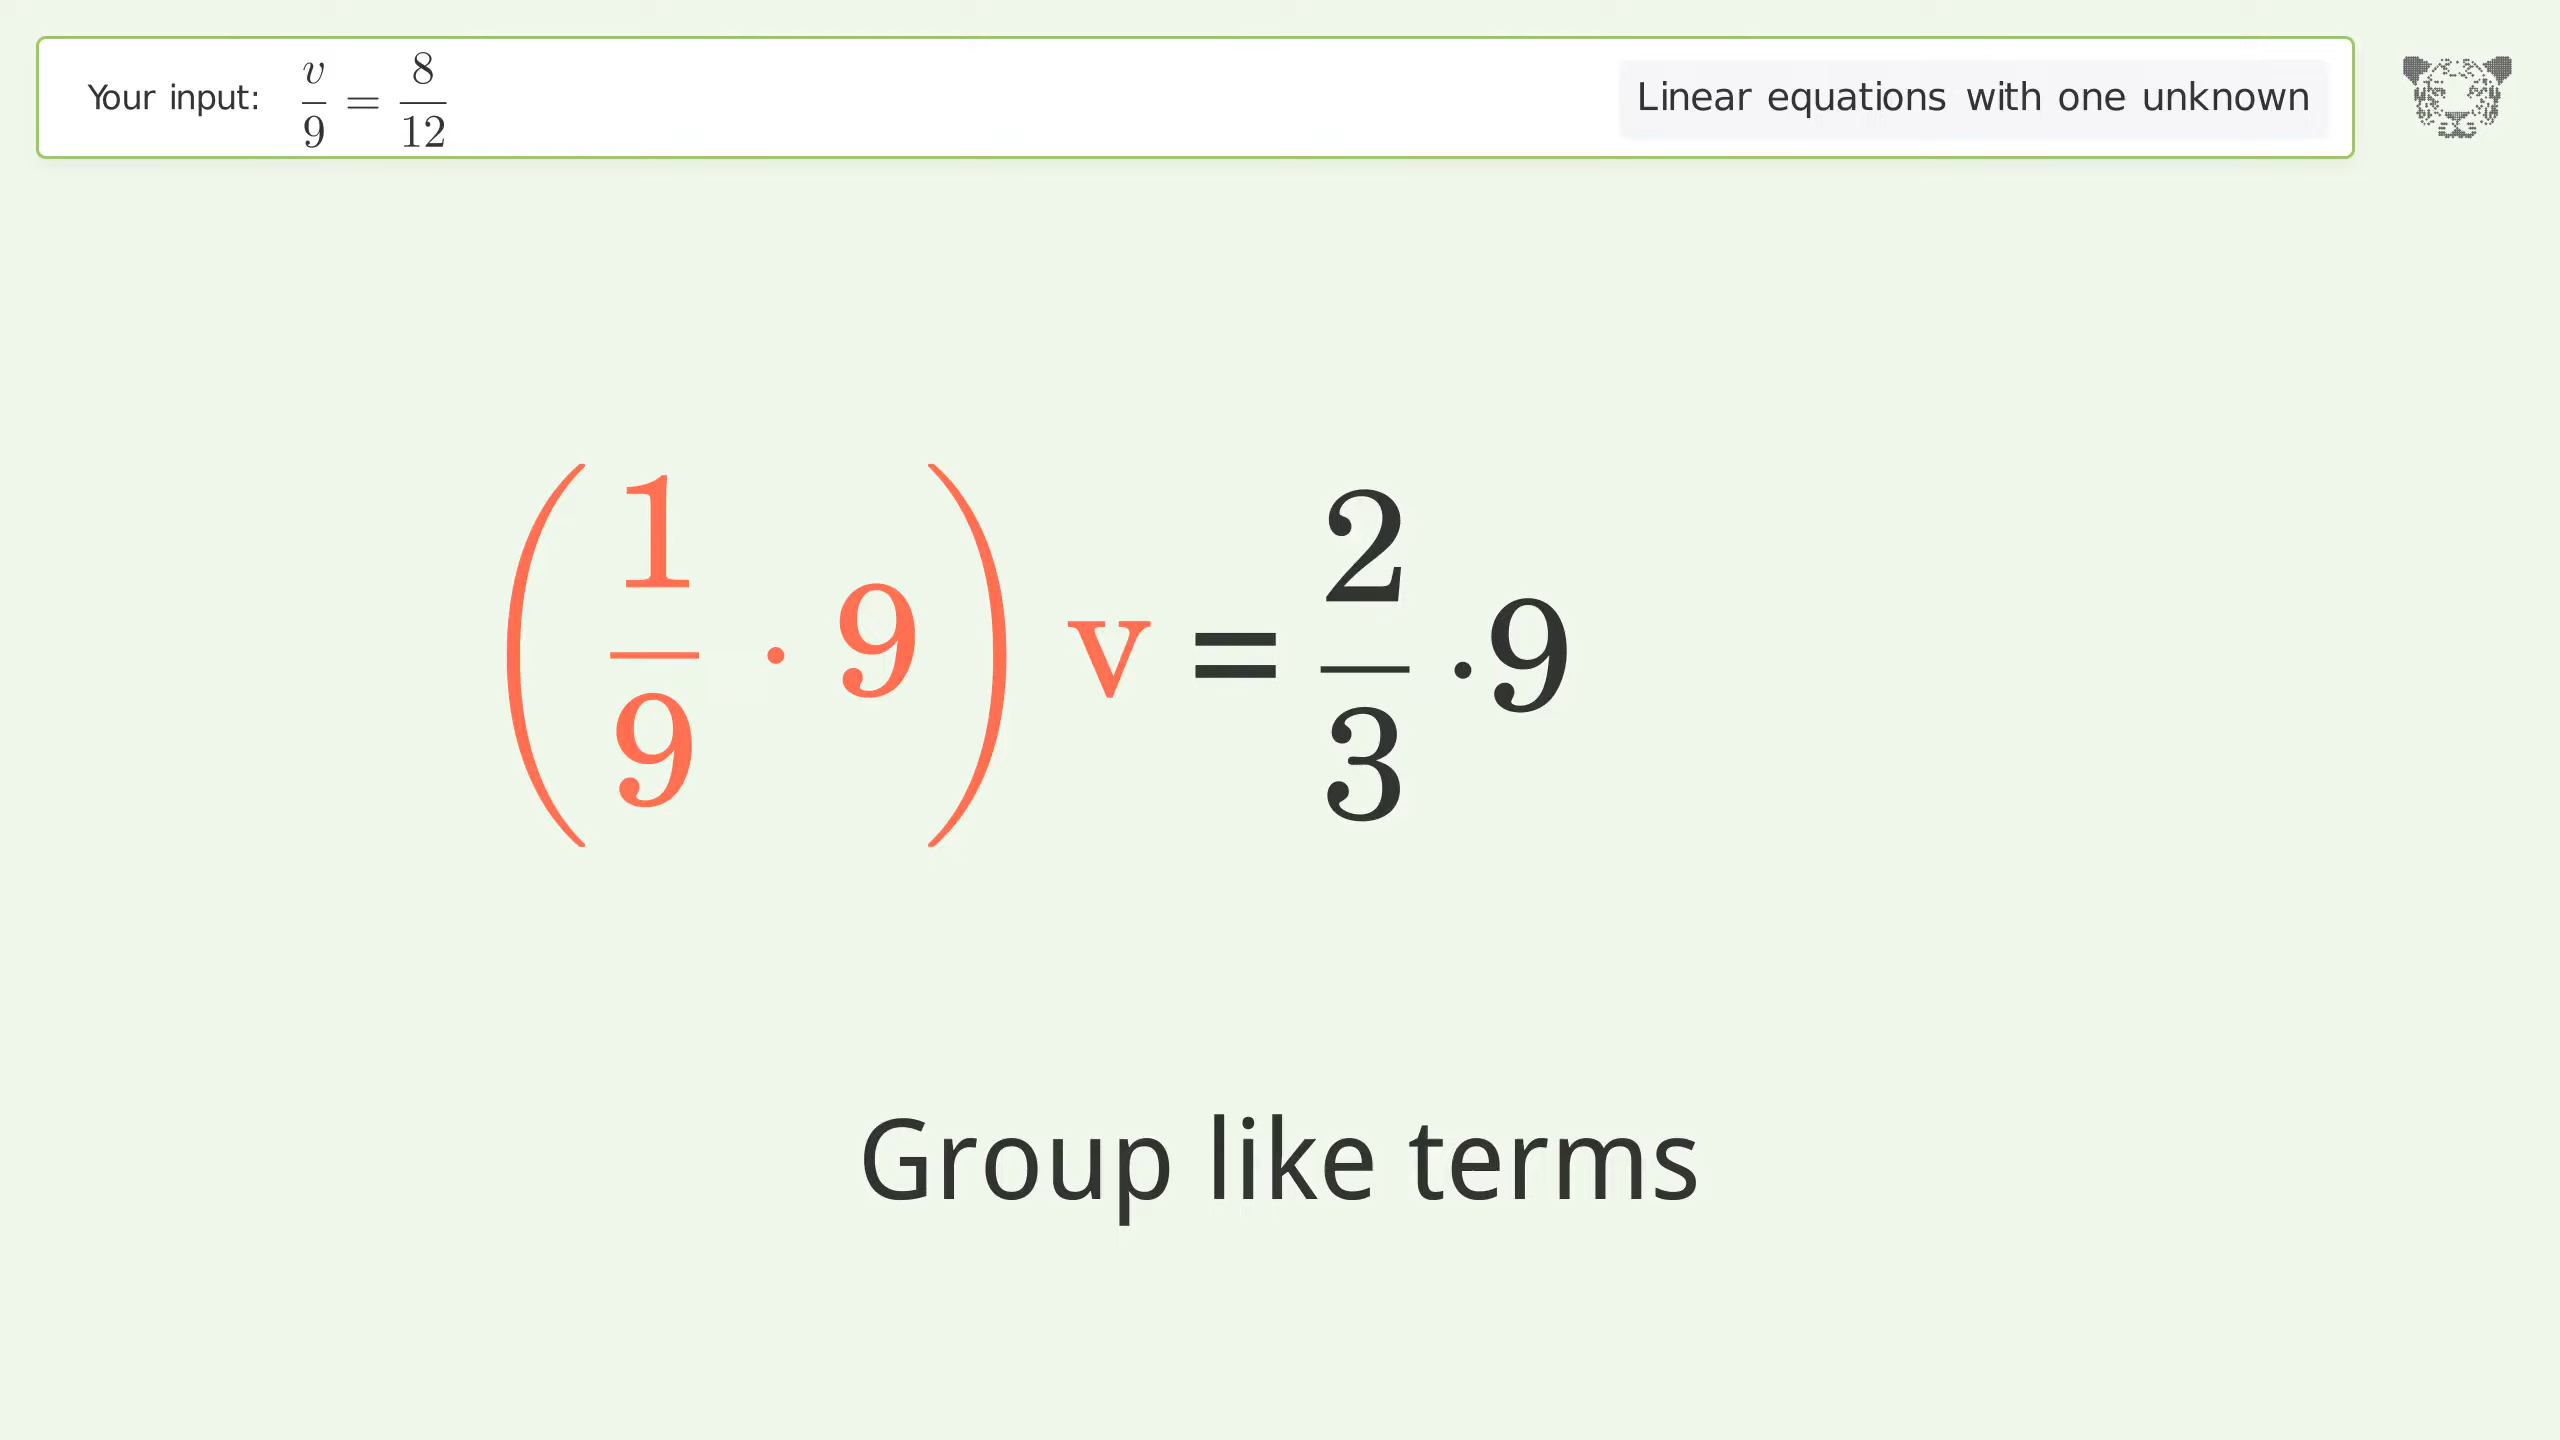 Your input: v/9 = 8/12
Linear equations with one unknown
(1/9 · 9) v = 2/3 ·9
Group like terms